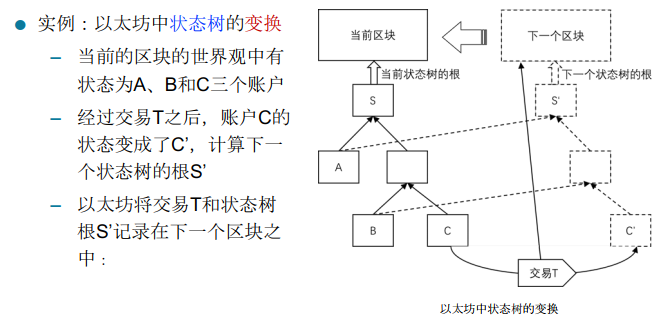 实例：以太坊中状态树的变换
当前的区块的世界观中有
状态为A、B和C三个账户
经过交易T之后，账户C的
状态变成了C’，计算下一
个状态树的根S’
以太坊将交易T和状态树
根S’记录在下一个区块之
中：
当前区块
下一个区块
当前状态树的根
下一个状态树的根
S
S'
A
B
C
C'
交易T
以太坊中状态树的变换